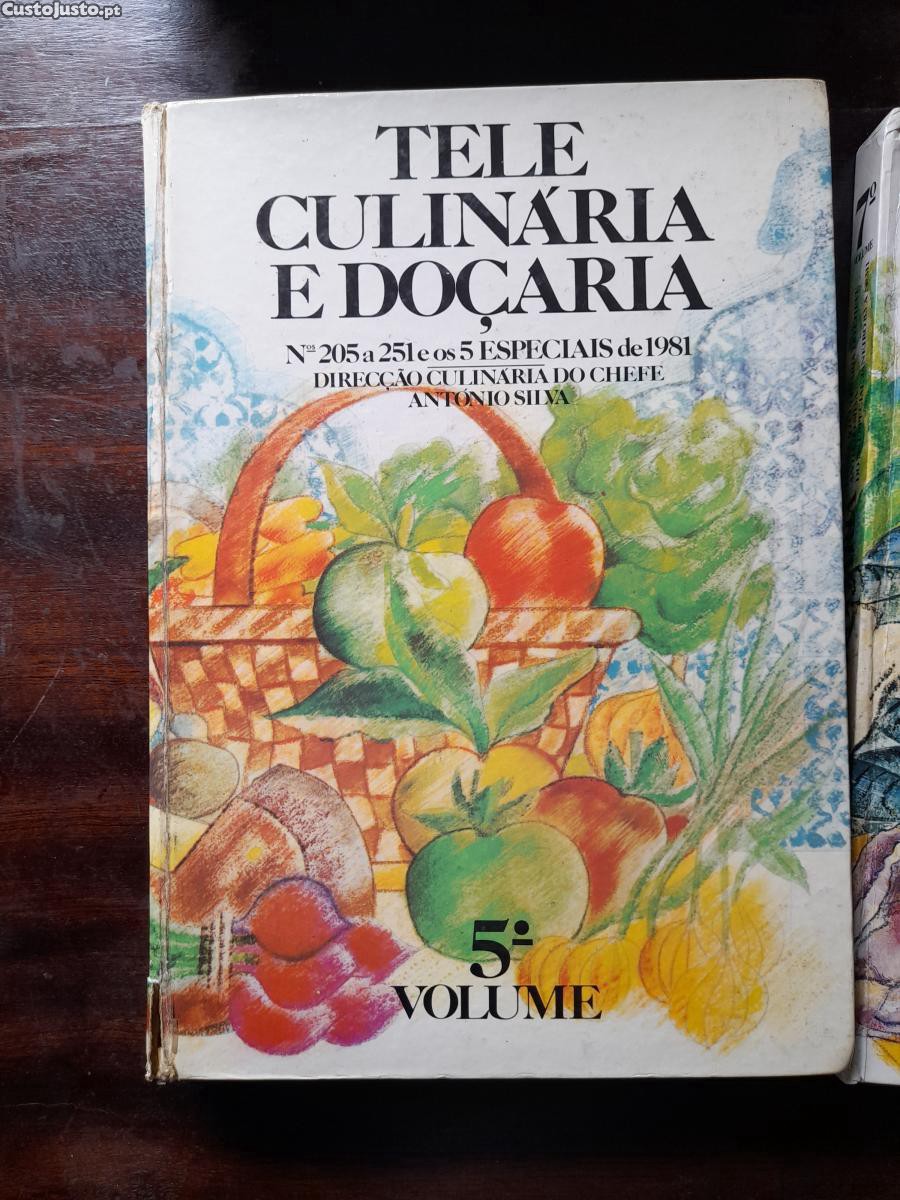 CustoJusto.pt
TELE
CULINÁRIA
E DOÇARIA
Nos 205 a 251 e os 5 ESPECIAIS de 1981
DIRECÇÃO CULINÁRIA DO CHEFE
ANTÓNIO SILVA
5º
VOLUME
7º
VOLUME